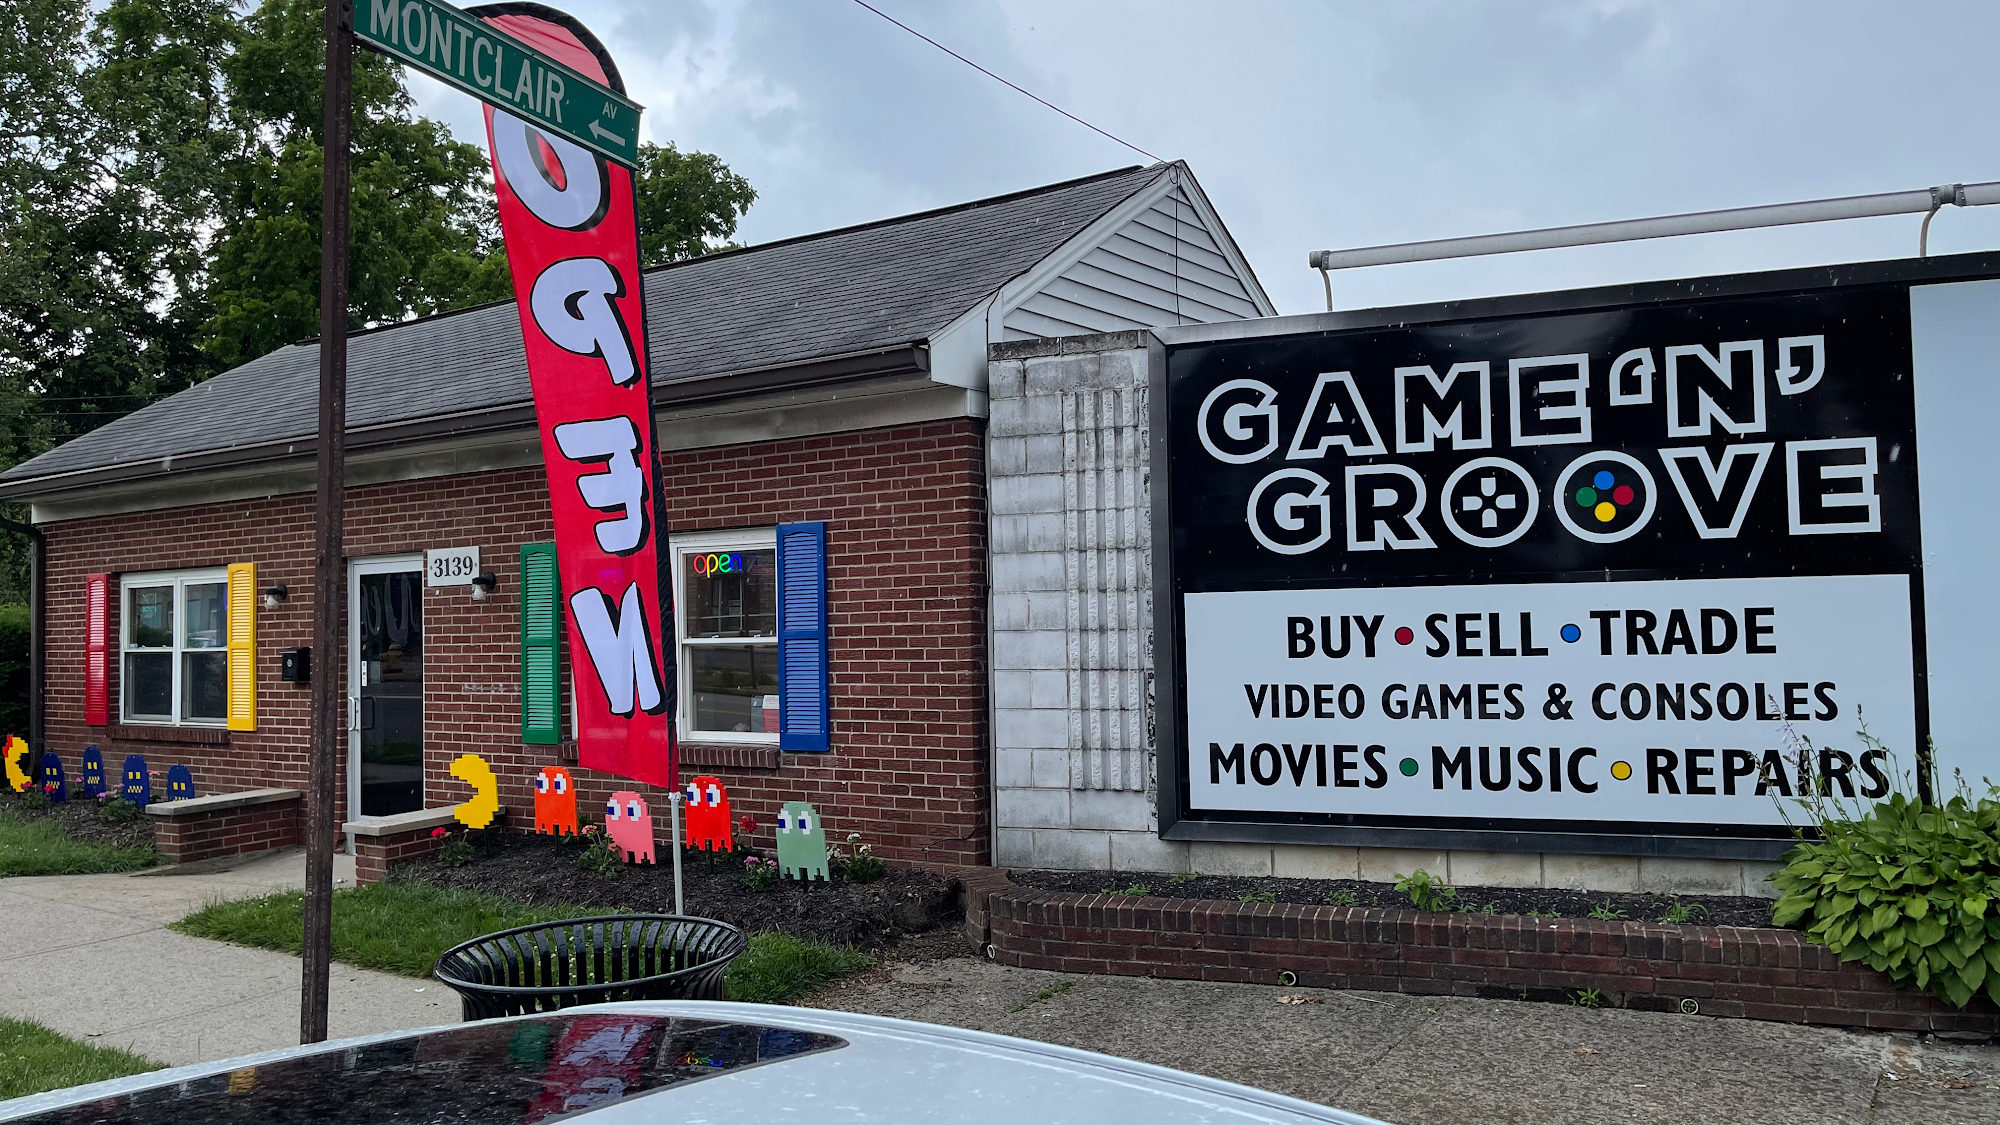 MONTCLAIR AV
OPEN
3139
open
GAME 'N'
GROOVE
BUY • SELL • TRADE
VIDEO GAMES & CONSOLES
MOVIES • MUSIC • REPAIRS